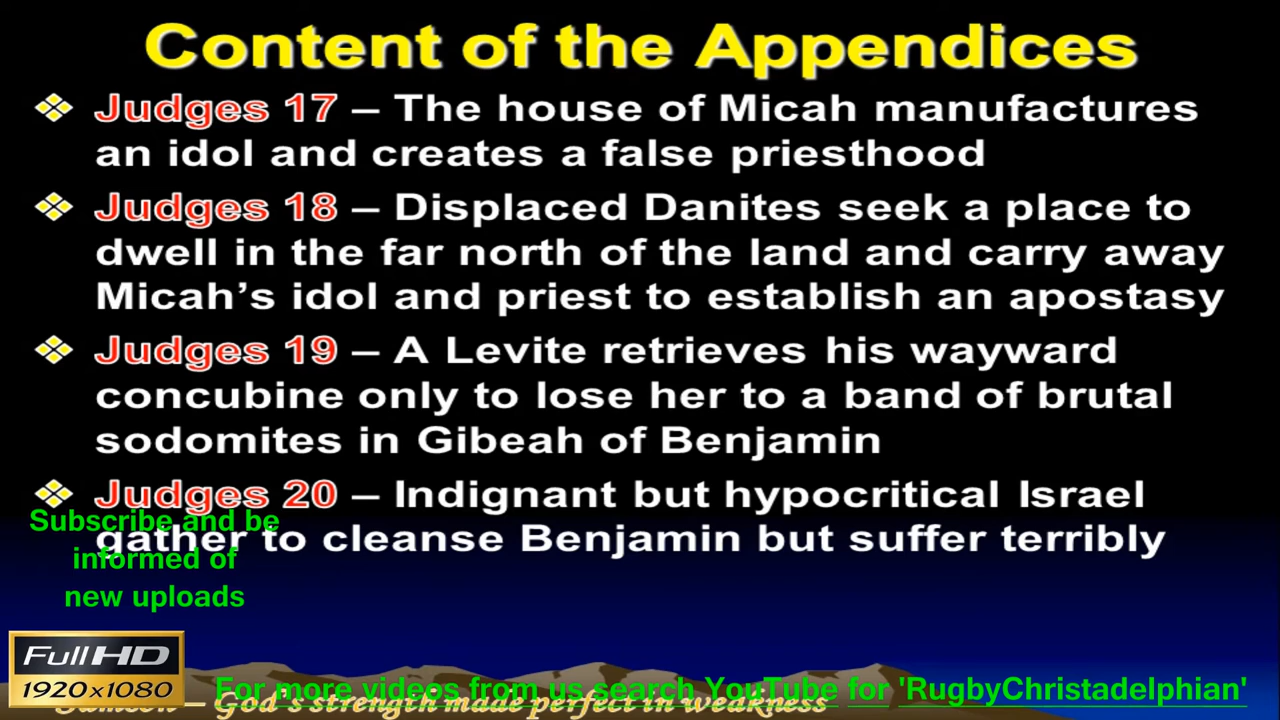 Content of the Appendices
Judges 17 – The house of Micah manufactures
an idol and creates a false priesthood
Judges 18 – Displaced Danites seek a place to
dwell in the far north of the land and carry away
Micah's idol and priest to establish an apostasy
Judges 19 – A Levite retrieves his wayward
concubine only to lose her to a band of brutal
sodomites in Gibeah of Benjamin
Judges 20 – Indignant but hypocritical Israel
gather to cleanse Benjamin but suffer terribly
Subscribe and be
informed of
new uploads
Full HD
1920x1080
For more videos from us search YouTube for 'RugbyChristadelphian'
Samson – God's strength made perfect in weakness